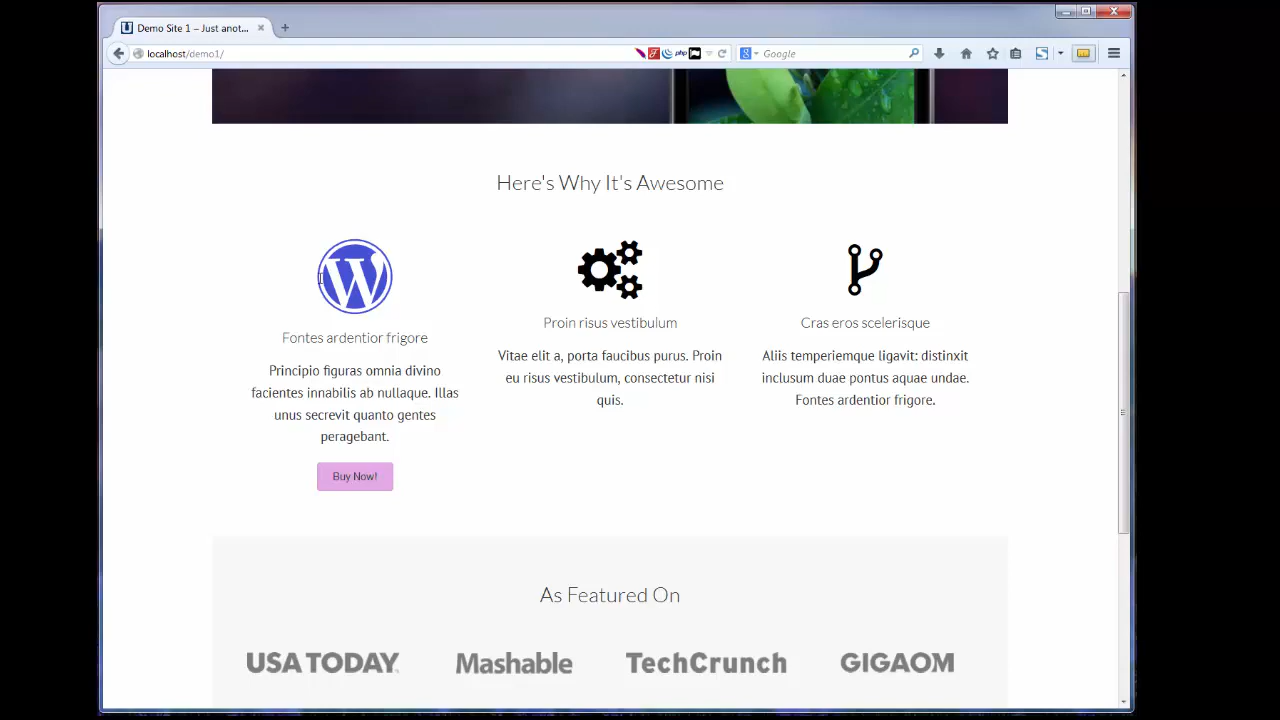 Demo Site 1 – Just anot...
localhost/demo1/
php
Google
Here's Why It's Awesome
Fontes ardentior frigore
Principio figuras omnia divino
facientes innabilis ab nullaque. Illas
unus secrevit quanto gentes
peragebant.
Buy Now!
Proin risus vestibulum
Vitae elit a, porta faucibus purus. Proin
eu risus vestibulum, consectetur nisi
quis.
Cras eros scelerisque
Aliis temperiemque ligavit: distinxit
inclusum duae pontus aquae undae.
Fontes ardentior frigore.
As Featured On
USA TODAY
Mashable
TechCrunch
GIGAOM